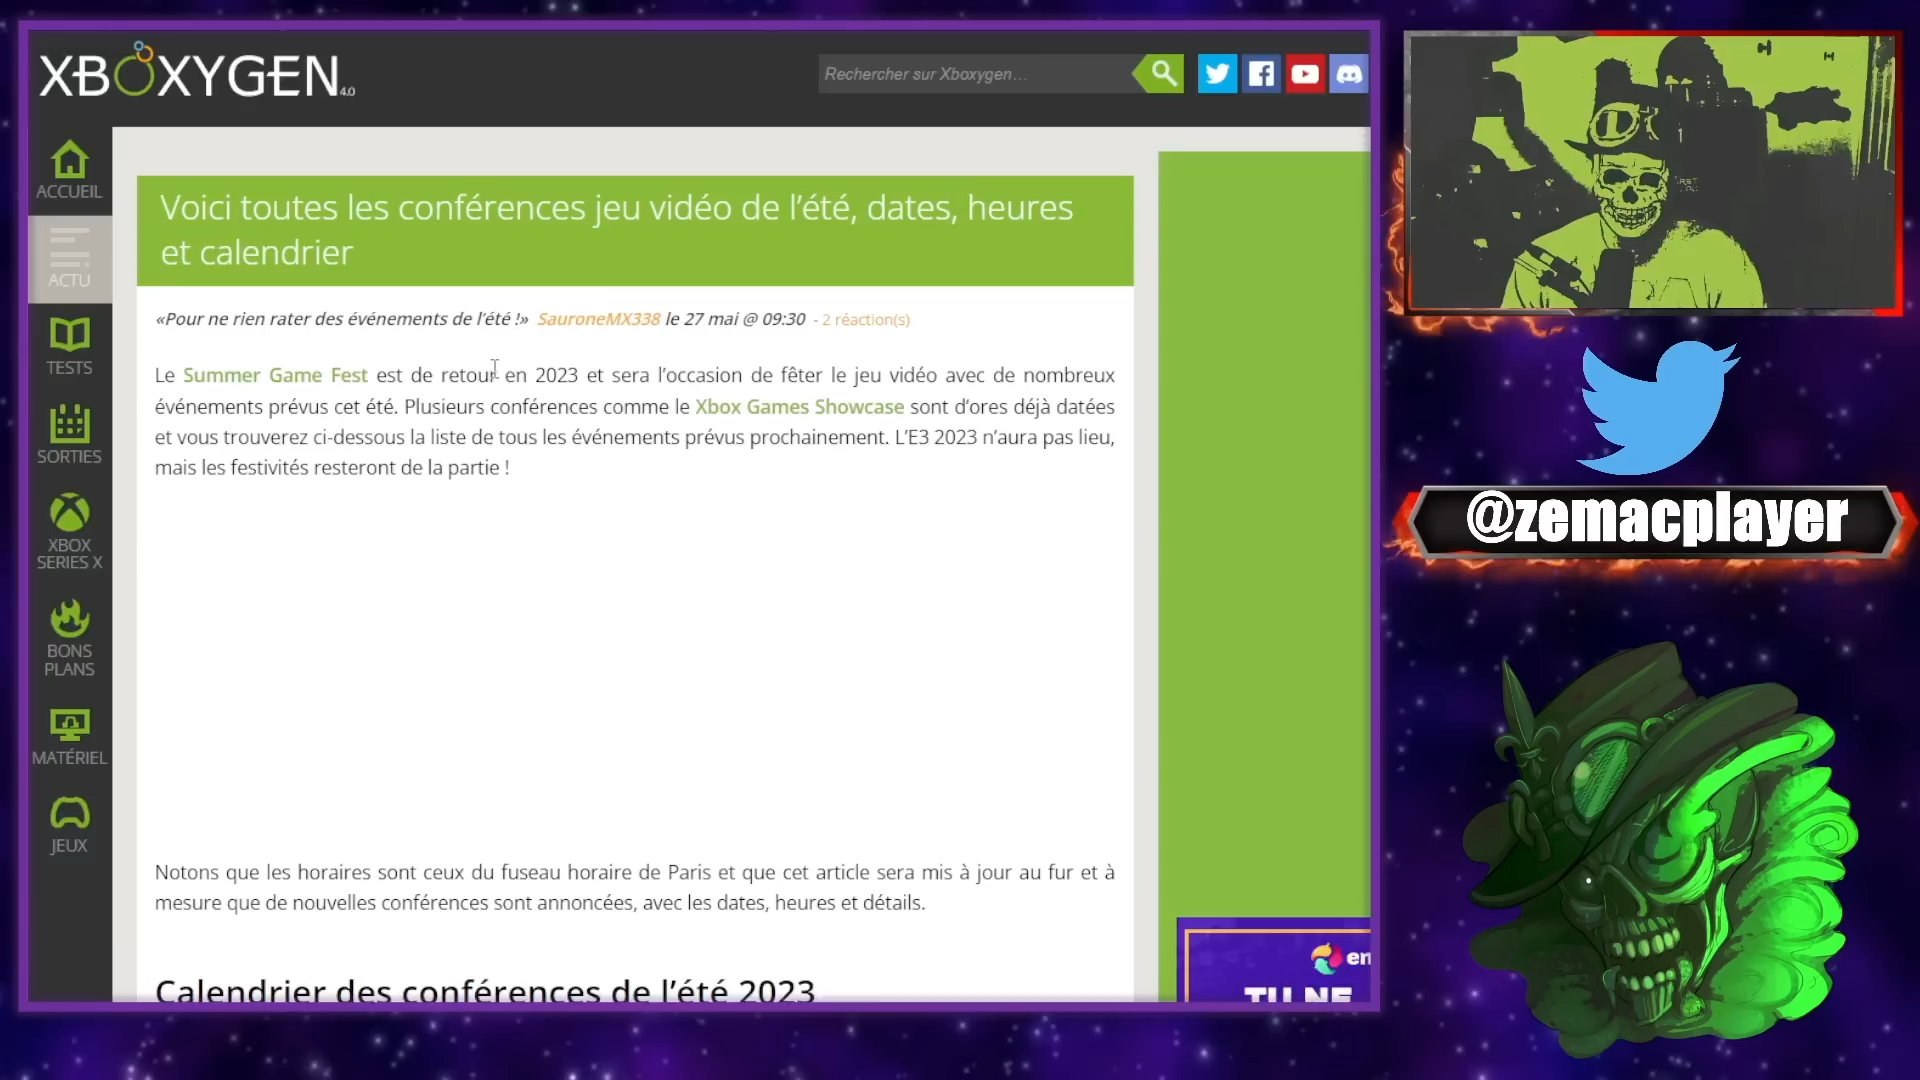 XBOXYGEN 4.0
Rechercher sur Xboxygen...
ACCUEIL
ACTU
TESTS
SORTIES
XBOX
SERIES X
BONS
PLANS
MATÉRIEL
JEUX
Voici toutes les conférences jeu vidéo de l’été, dates, heures
et calendrier
«Pour ne rien rater des événements de l’été !» SauroneMX338 le 27 mai @ 09:30 - 2 réaction(s)
Le Summer Game Fest est de retour en 2023 et sera l’occasion de fêter le jeu vidéo avec de nombreux
événements prévus cet été. Plusieurs conférences comme le Xbox Games Showcase sont d’ores déjà datées
et vous trouverez ci-dessous la liste de tous les événements prévus prochainement. L’E3 2023 n’aura pas lieu,
mais les festivités resteront de la partie !
Notons que les horaires sont ceux du fuseau horaire de Paris et que cet article sera mis à jour au fur et à
mesure que de nouvelles conférences sont annoncées, avec les dates, heures et détails.
Calendrier des conférences de l’été 2023
TU NE
@zemacplayer